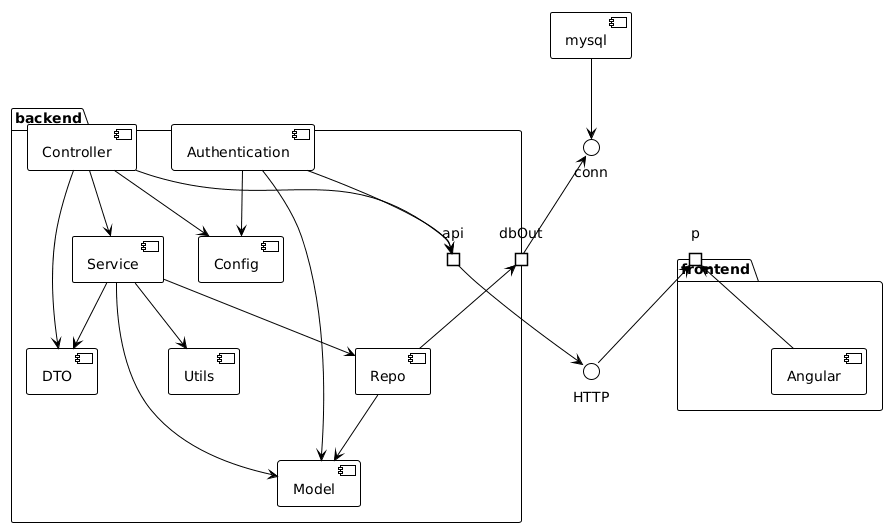 mysql
backend
Controller
Authentication
conn
api
dbOut
p
Service
Config
frontend
DTO
Utils
Repo
Angular
HTTP
Model